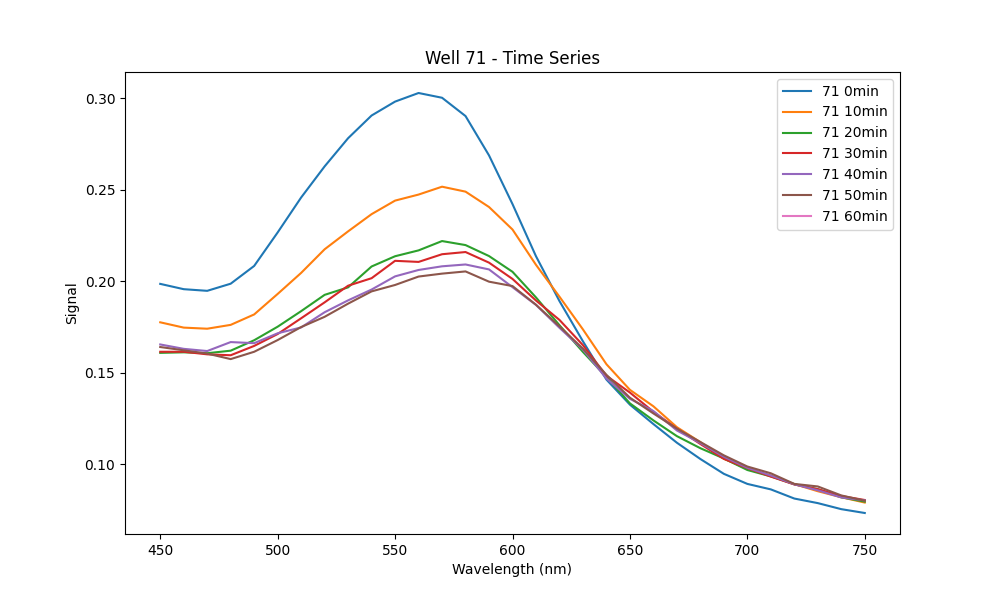 Well 71 - Time Series
Signal
0.30
0.25
0.20
0.15
0.10
71 0min
71 10min
71 20min
71 30min
71 40min
71 50min
71 60min
450 500 550 600 650 700 750
Wavelength (nm)